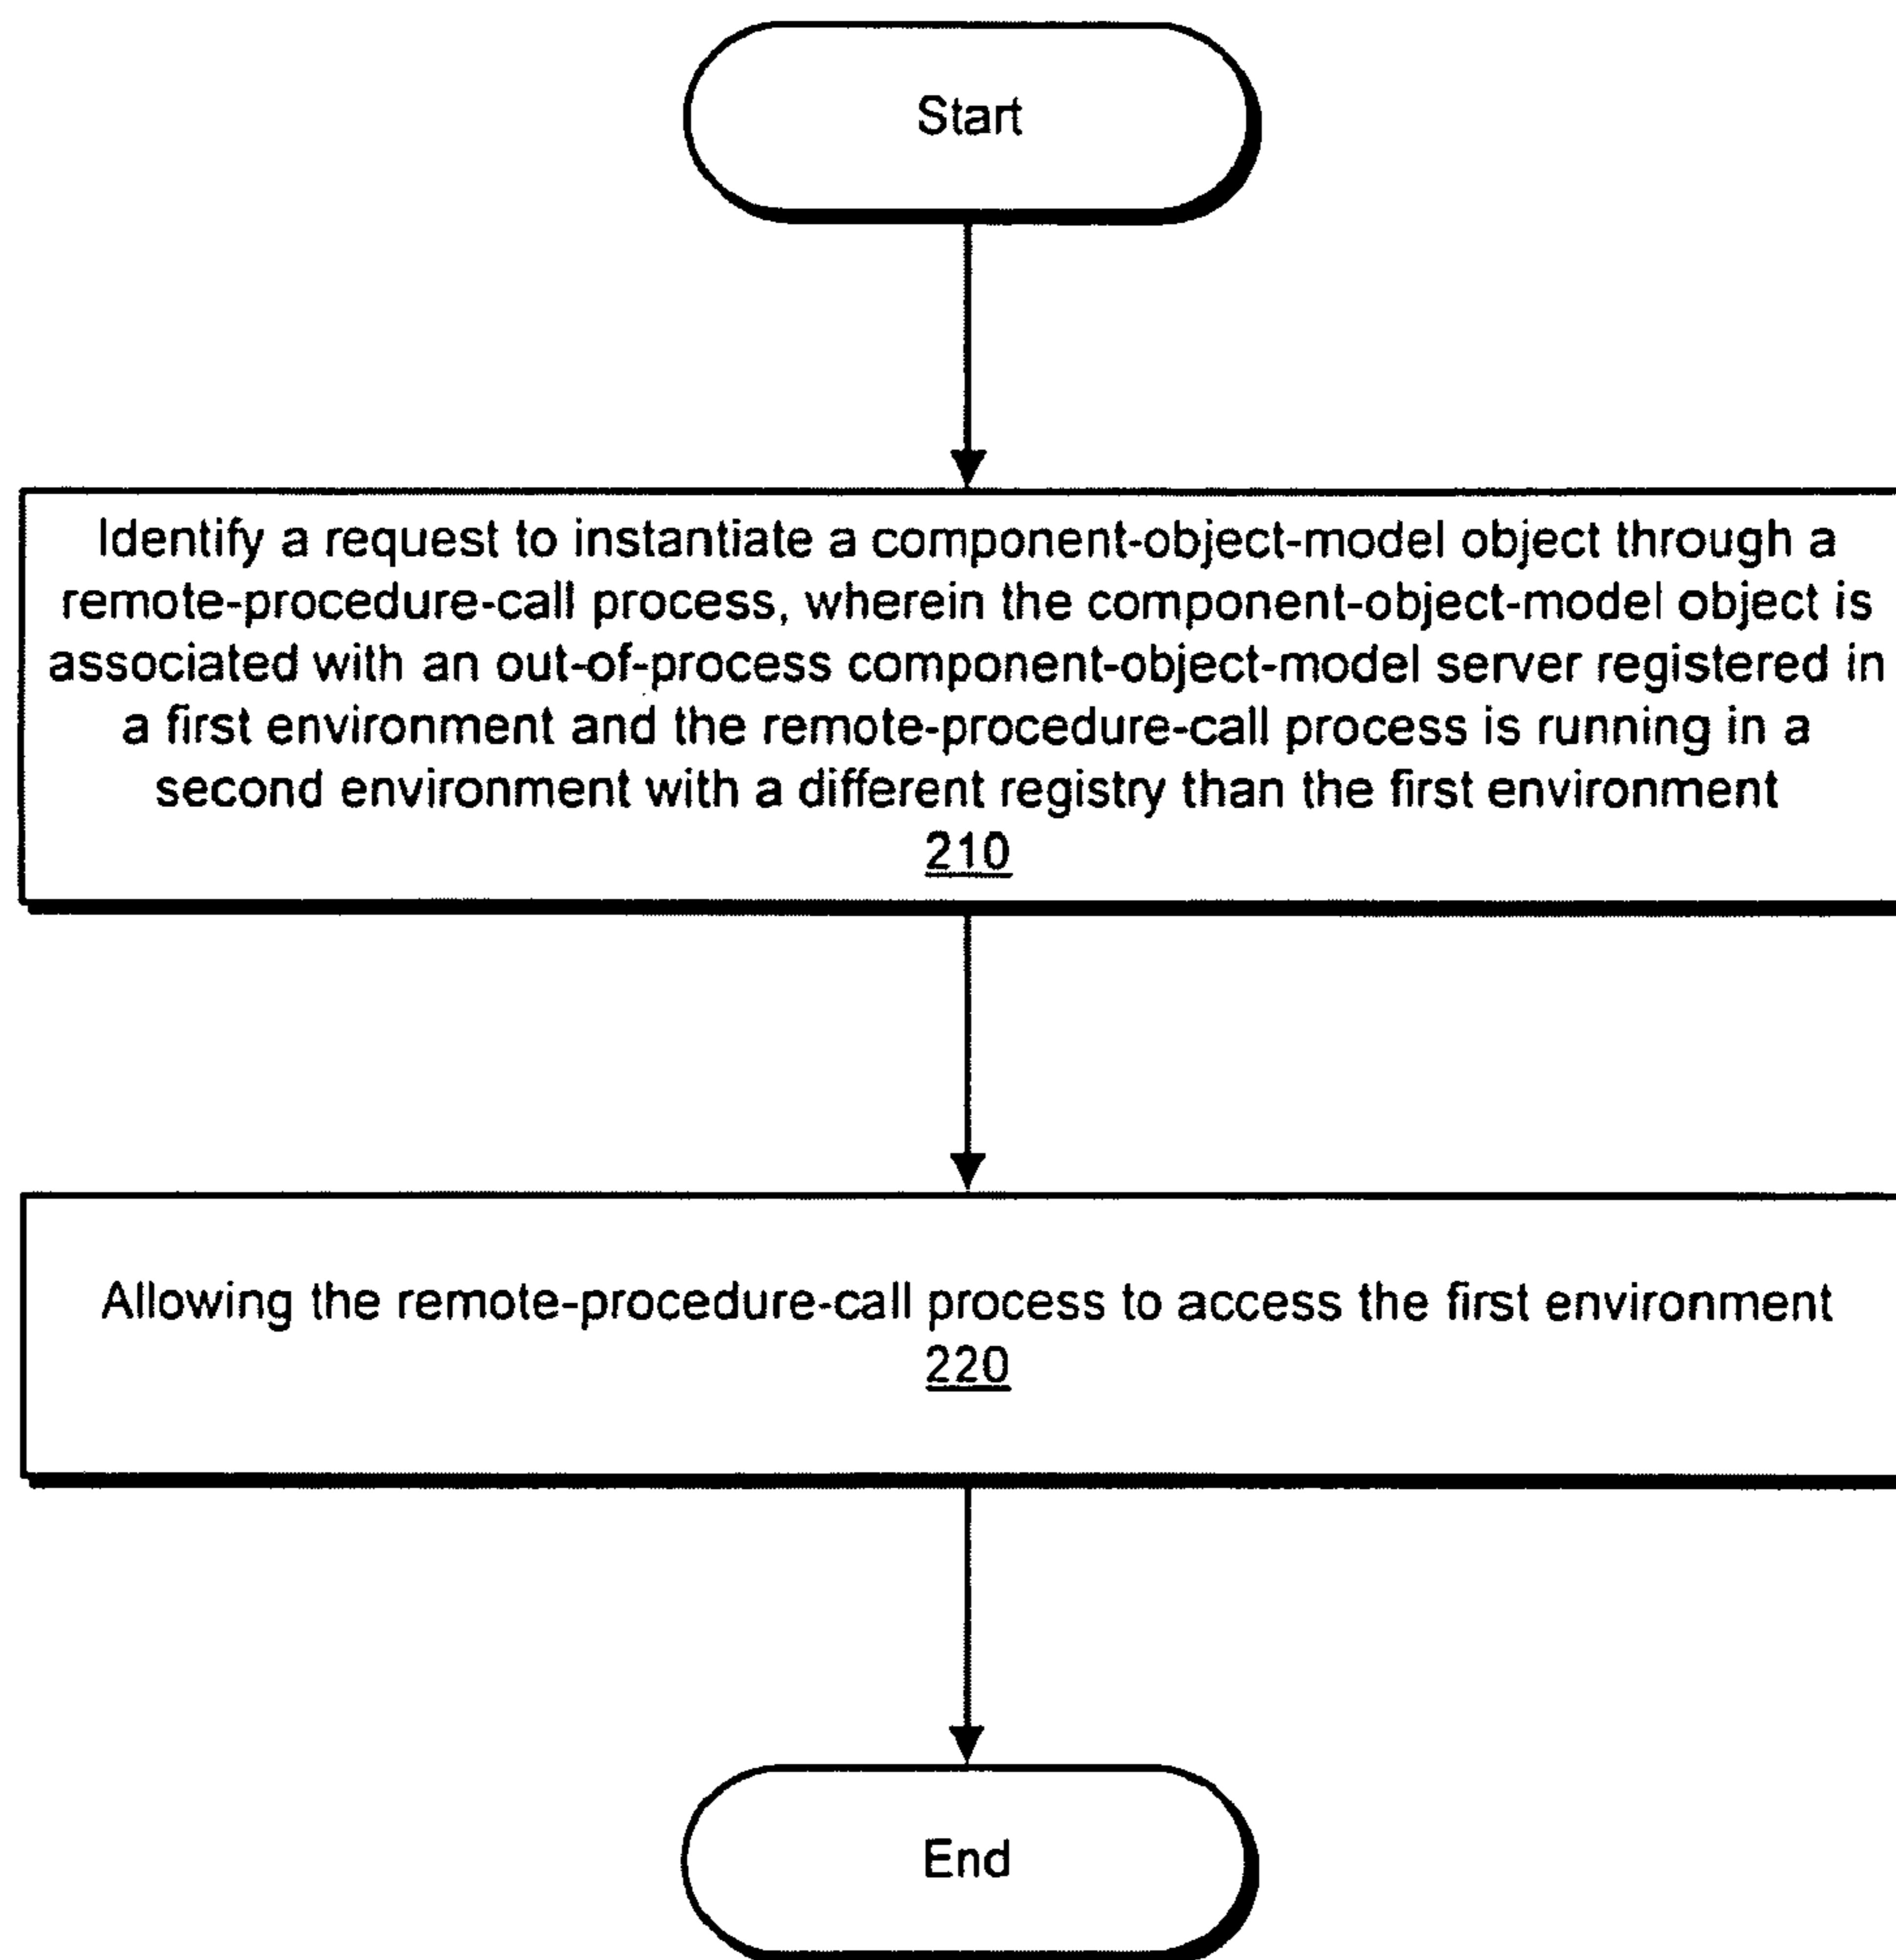 Start
Identify a request to instantiate a component-object-model object through a
remote-procedure-call process, wherein the component-object-model object is
associated with an out-of-process component-object-model server registered in
a first environment and the remote-procedure-call process is running in a
second environment with a different registry than the first environment
210
Allowing the remote-procedure-call process to access the first environment
220
End